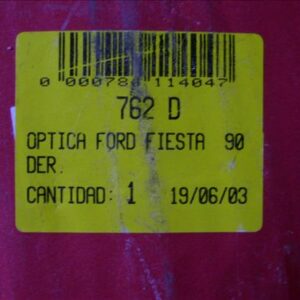 0 000786 114047
762 D
OPTICA FORD FIESTA 90
DER.
CANTIDAD: 1 19/06/03